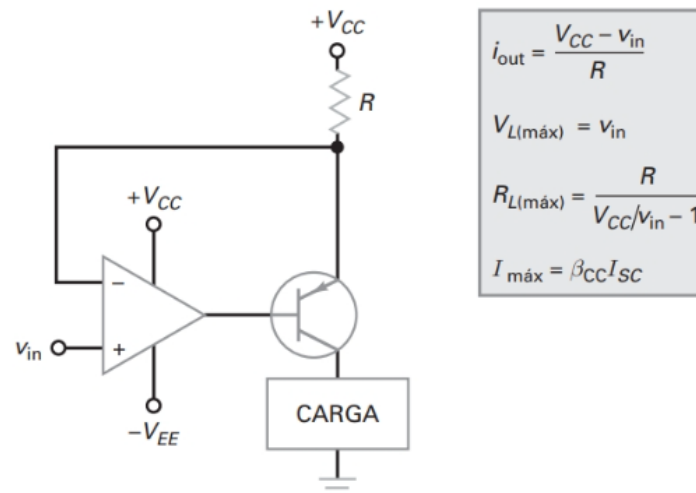 +V_CC
R
+V_CC
−
v_in
+
−V_EE
CARGA
i_out = (V_CC − v_in) / R
V_L(máx) = v_in
R_L(máx) = R / (V_CC/v_in − 1
I_máx = β_CC I_SC